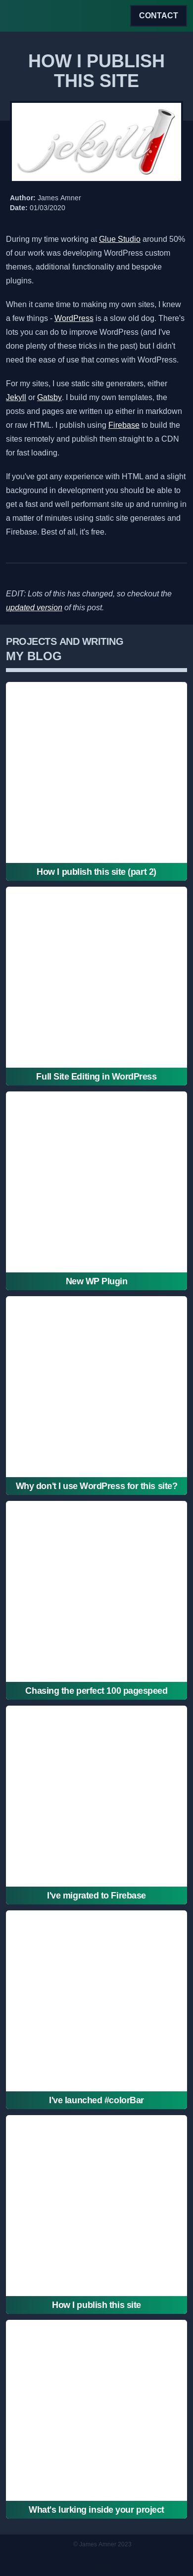 CONTACT
HOW I PUBLISH
THIS SITE
jekyll
Author: James Amner
Date: 01/03/2020
During my time working at Glue Studio around 50%
of our work was developing WordPress custom
themes, additional functionality and bespoke
plugins.
When it came time to making my own sites, I knew
a few things - WordPress is a slow old dog. There's
lots you can do to improve WordPress (and I've
done plenty of these tricks in the past) but I didn't
need the ease of use that comes with WordPress.
For my sites, I use static site generators, either
Jekyll or Gatsby. I build my own templates, the
posts and pages are written up either in markdown
or raw HTML. I publish using Firebase to build the
sites remotely and publish them straight to a CDN
for fast loading.
If you've got any experience with HTML and a slight
background in development you should be able to
get a fast and well performant site up and running in
a matter of minutes using static site generators and
Firebase. Best of all, it's free.
EDIT: Lots of this has changed, so checkout the
updated version of this post.
PROJECTS AND WRITING
MY BLOG
How I publish this site (part 2)
Full Site Editing in WordPress
New WP Plugin
Why don't I use WordPress for this site?
Chasing the perfect 100 pagespeed
I've migrated to Firebase
I've launched #colorBar
How I publish this site
What's lurking inside your project
© James Amner 2023.